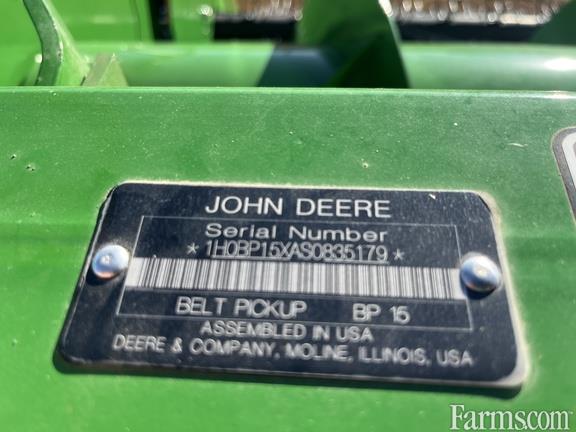 JOHN DEERE
Serial Number
*1H0BP15XAS0835179*
BELT PICKUP BP 15
ASSEMBLED IN USA
DEERE & COMPANY, MOLINE, ILLINOIS, USA
Farms.com